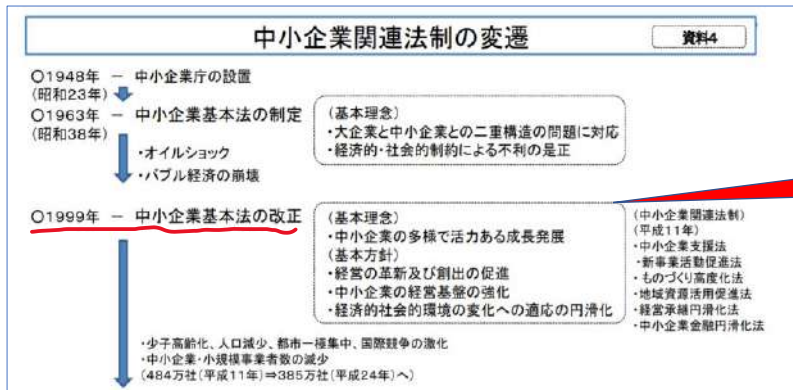 中小企業関連法制の変遷
資料4
〇1948年 － 中小企業庁の設置
(昭和23年)
〇1963年 － 中小企業基本法の制定
(昭和38年)
(基本理念)
・大企業と中小企業との二重構造の問題に対応
・経済的・社会的制約による不利の是正
・オイルショック
・バブル経済の崩壊
〇1999年 － 中小企業基本法の改正
(基本理念)
・中小企業の多様で活力ある成長発展
(基本方針)
・経営の革新及び創出の促進
・中小企業の経営基盤の強化
・経済的社会的環境の変化への適応の円滑化
(中小企業関連法制)
(平成11年)
・中小企業支援法
・新事業活動促進法
・ものづくり高度化法
・地域資源活用促進法
・経営承継円滑化法
・中小企業金融円滑化法
・少子高齢化、人口減少、都市一極集中、国際競争の激化
・中小企業・小規模事業者数の減少
(484万社(平成11年)⇒385万社(平成24年)へ)